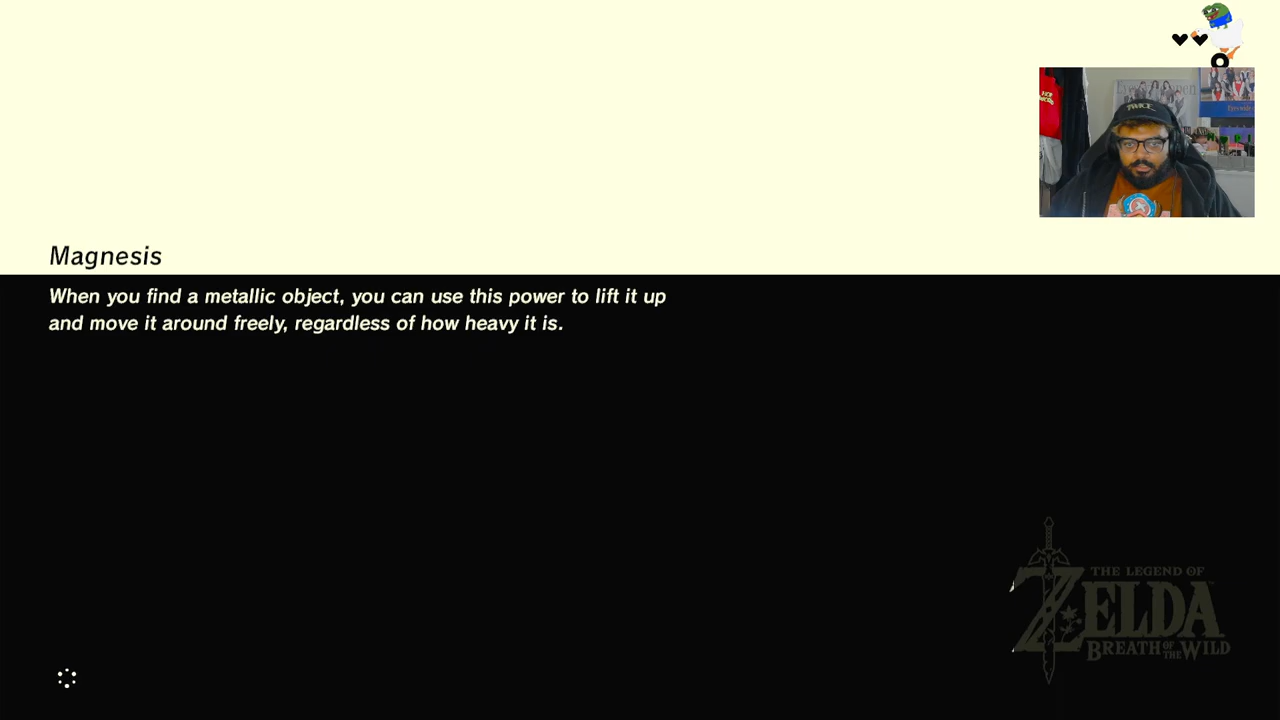 TWICE
Magnesis
When you find a metallic object, you can use this power to lift it up
and move it around freely, regardless of how heavy it is.
THE LEGEND OF
ZELDA
BREATH OF THE WILD